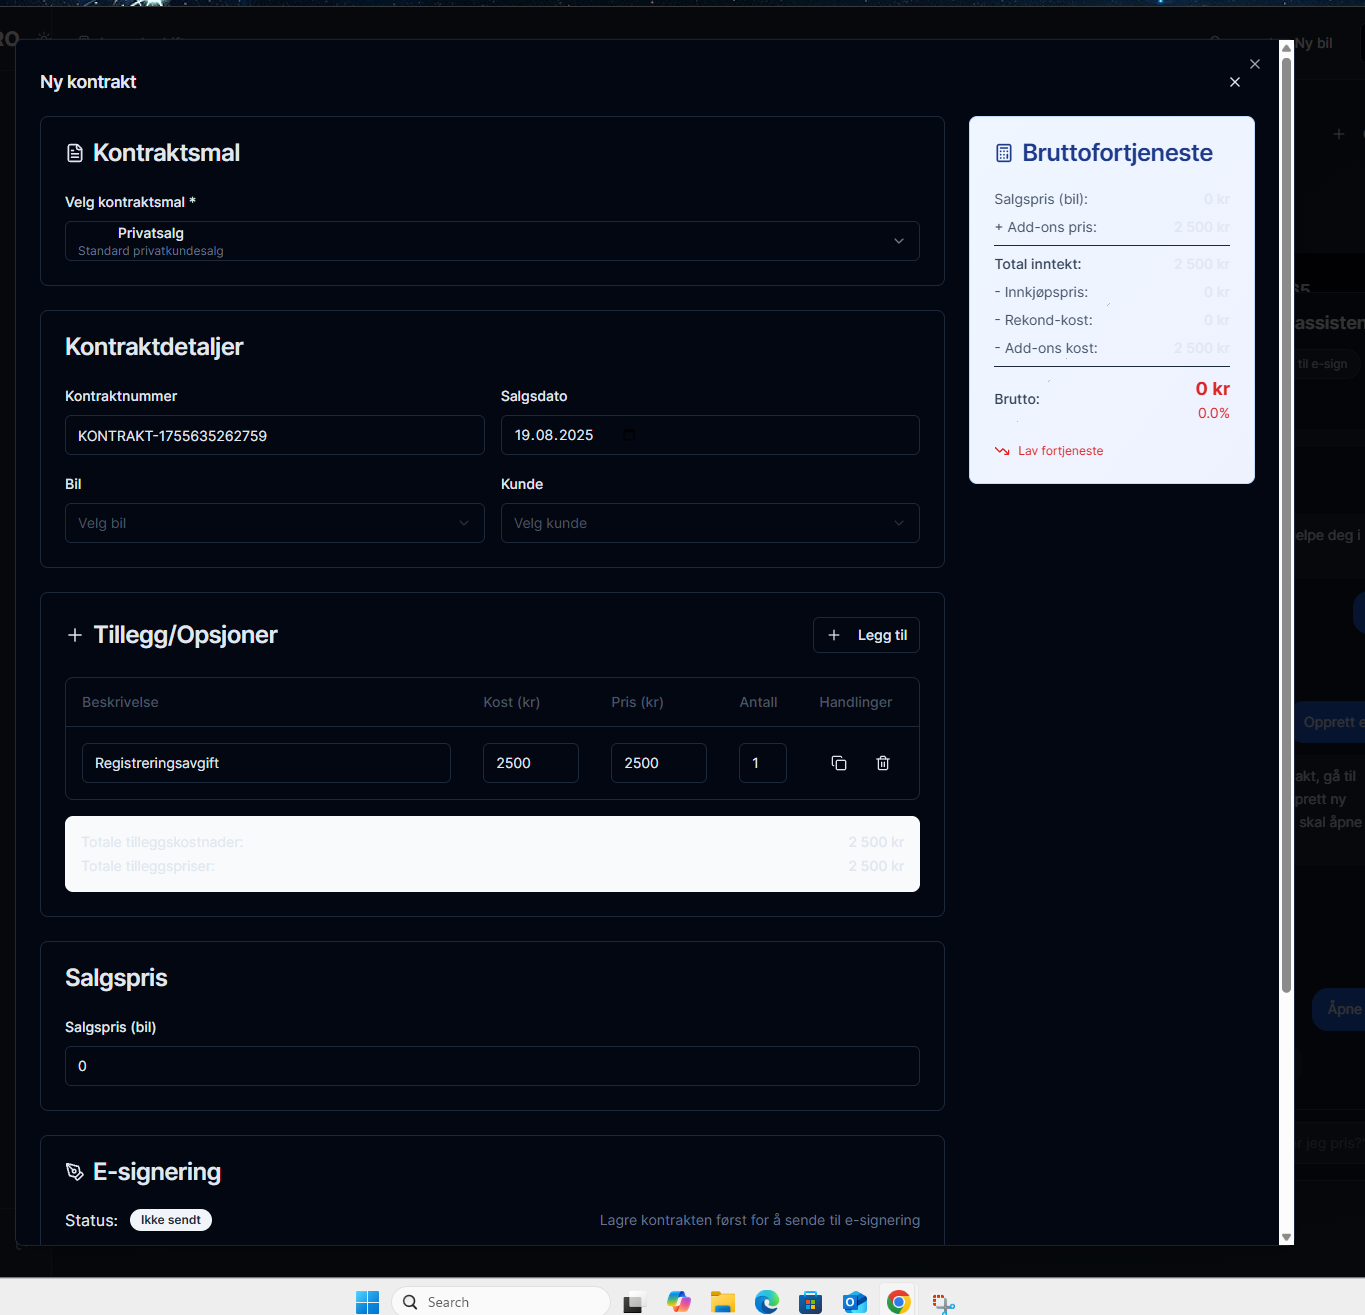 RO
Ny bil
Ny kontrakt
Kontraktsmal
Velg kontraktsmal *
Privatsalg
Standard privatkundesalg
Kontraktdetaljer
Kontraktnummer
Salgsdato
KONTRAKT-1755635262759
19.08.2025
Bil
Kunde
Velg bil
Velg kunde
Tillegg/Opsjoner
Legg til
Beskrivelse
Kost (kr)
Pris (kr)
Antall
Handlinger
Registreringsavgift
2500
2500
1
Totale tilleggskostnader:
2 500 kr
Totale tilleggspriser:
2 500 kr
Salgspris
Salgspris (bil)
0
E-signering
Status:
Ikke sendt
Lagre kontrakten først for å sende til e-signering
Bruttofortjeneste
Salgspris (bil):
0 kr
+ Add-ons pris:
2 500 kr
Total inntekt:
2 500 kr
- Innkjøpspris:
0 kr
- Rekond-kost:
0 kr
- Add-ons kost:
2 500 kr
Brutto:
0 kr
0.0%
Lav fortjeneste
assisten
til e-sign
elpe deg i
Opprett e
akt, gå til
prett ny
skal åpne
Åpne
r jeg pris?
Search